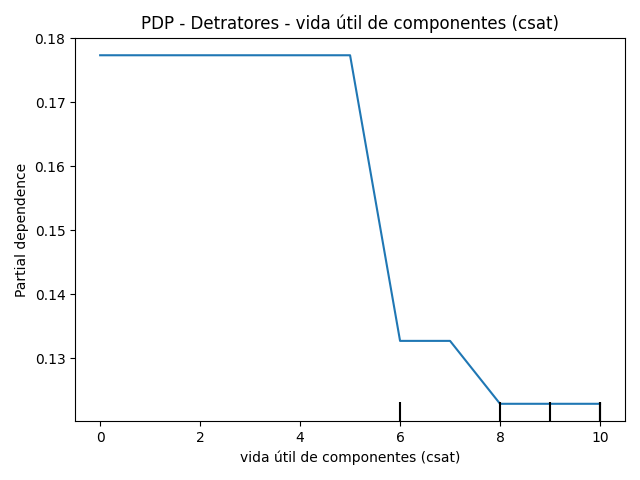 PDP - Detratores - vida útil de componentes (csat)
0.18
0.17
0.16
0.15
0.14
0.13
Partial dependence
0 2 4 6 8 10
vida útil de componentes (csat)